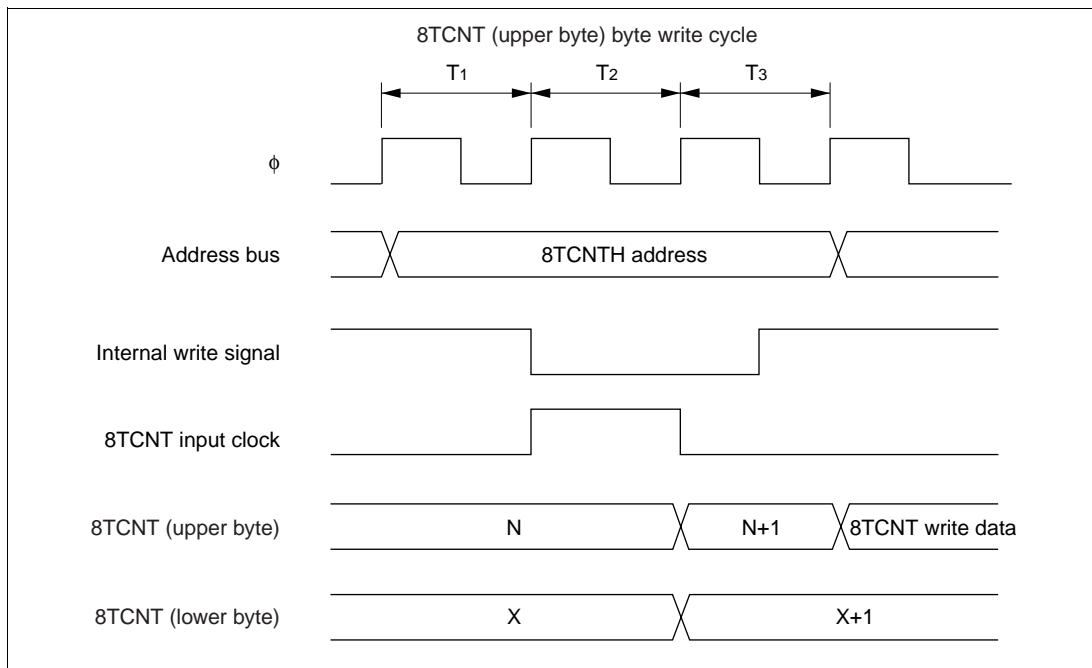 8TCNT (upper byte) byte write cycle
T1 T2 T3
φ
Address bus 8TCNTH address
Internal write signal
8TCNT input clock
8TCNT (upper byte) N N+1 8TCNT write data
8TCNT (lower byte) X X+1